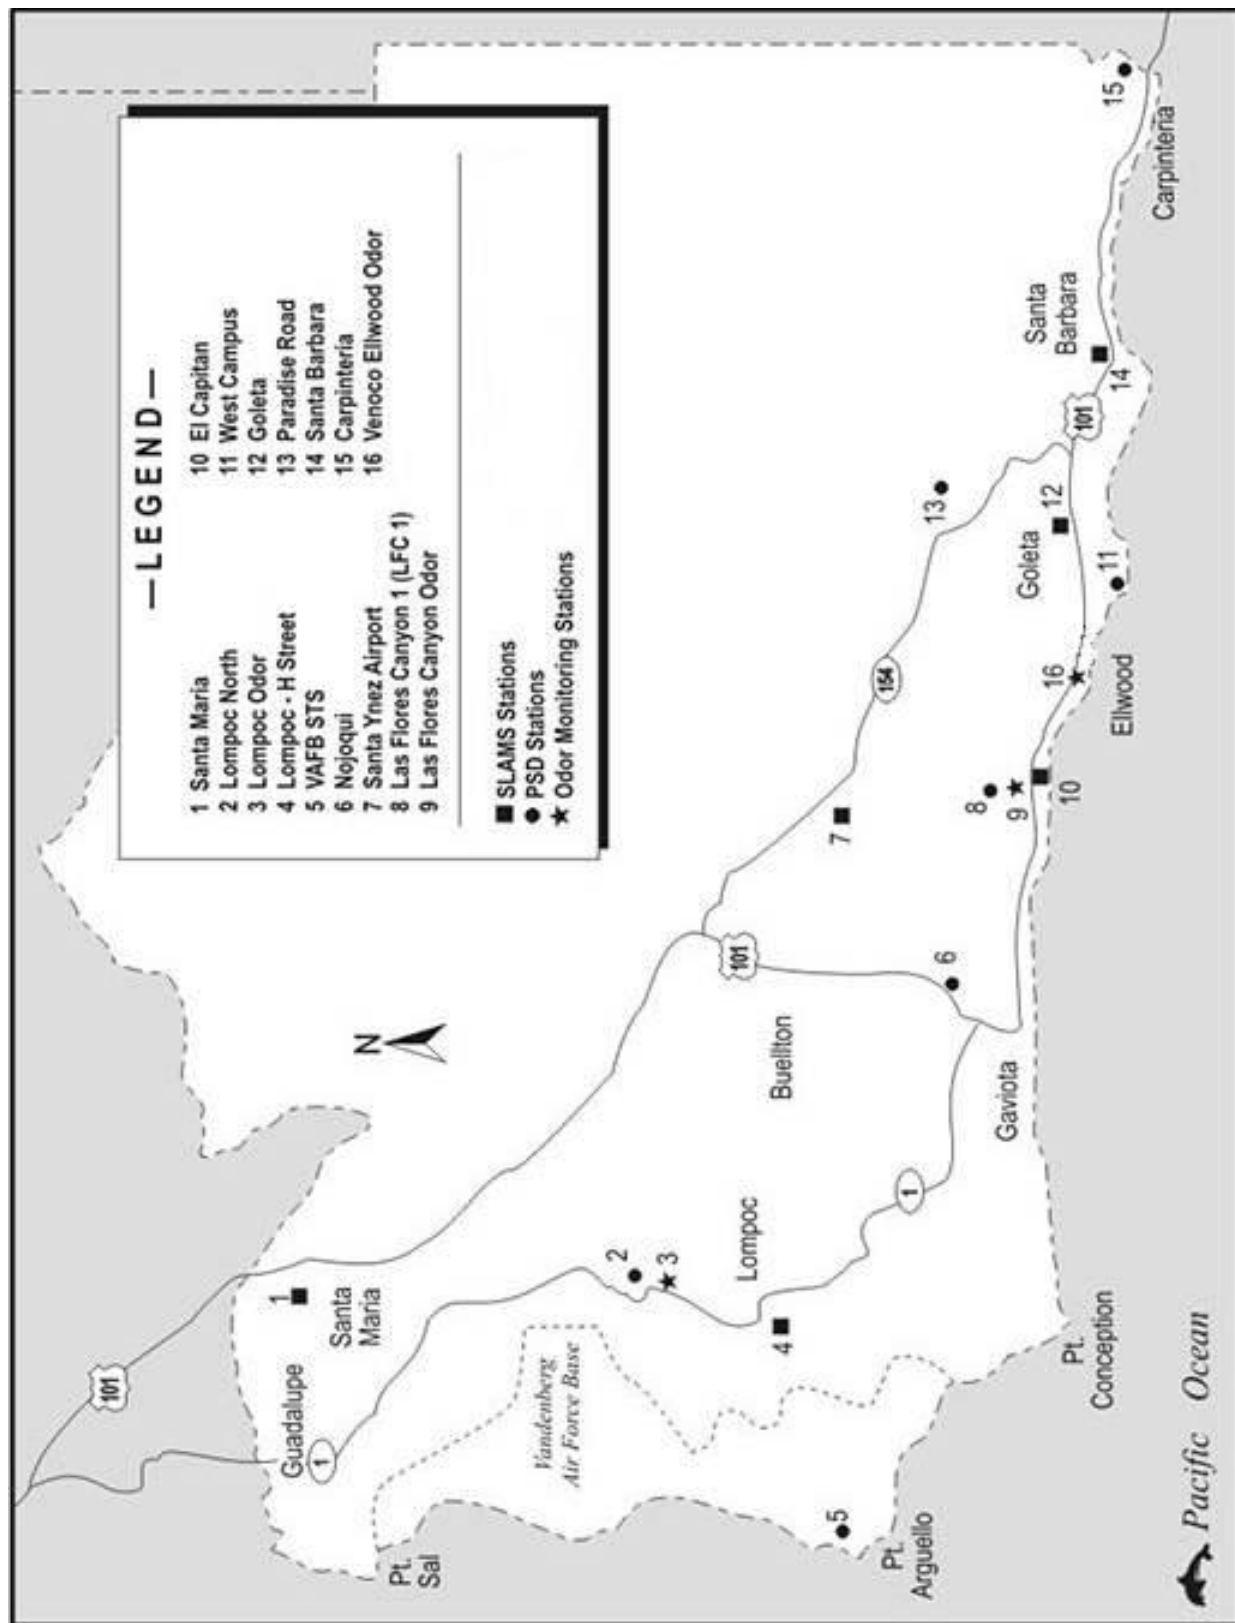 —LEGEND—
1 Santa Maria
2 Lompoc North
3 Lompoc Odor
4 Lompoc - H Street
5 VAFB STS
6 Nojoqui
7 Santa Ynez Airport
8 Las Flores Canyon 1 (LFC 1)
9 Las Flores Canyon Odor
10 El Capitan
11 West Campus
12 Goleta
13 Paradise Road
14 Santa Barbara
15 Carpinteria
16 Venoco Ellwood Odor
SLAMS Stations
PSD Stations
Odor Monitoring Stations
101
Guadalupe
1
1
Santa
Maria
N
Pt.
Sal
Vandenberg
Air Force Base
2
3
Lompoc
4
5
Pt.
Arguello
1
Buellton
101
6
Gaviota
Pt.
Conception
7
154
8
9
10
16
Ellwood
11
Goleta
12
13
101
Santa
Barbara
14
15
Carpinteria
Pacific Ocean